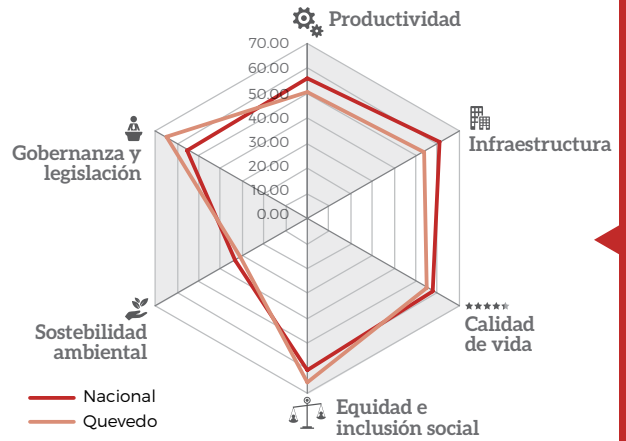 Productividad
70.00
60.00
50.00
40.00
30.00
20.00
10.00
0.00
Infraestructura
Gobernanza y
legislación
Sostebilidad
ambiental
Calidad
de vida
Equidad e
inclusión social
Nacional
Quevedo